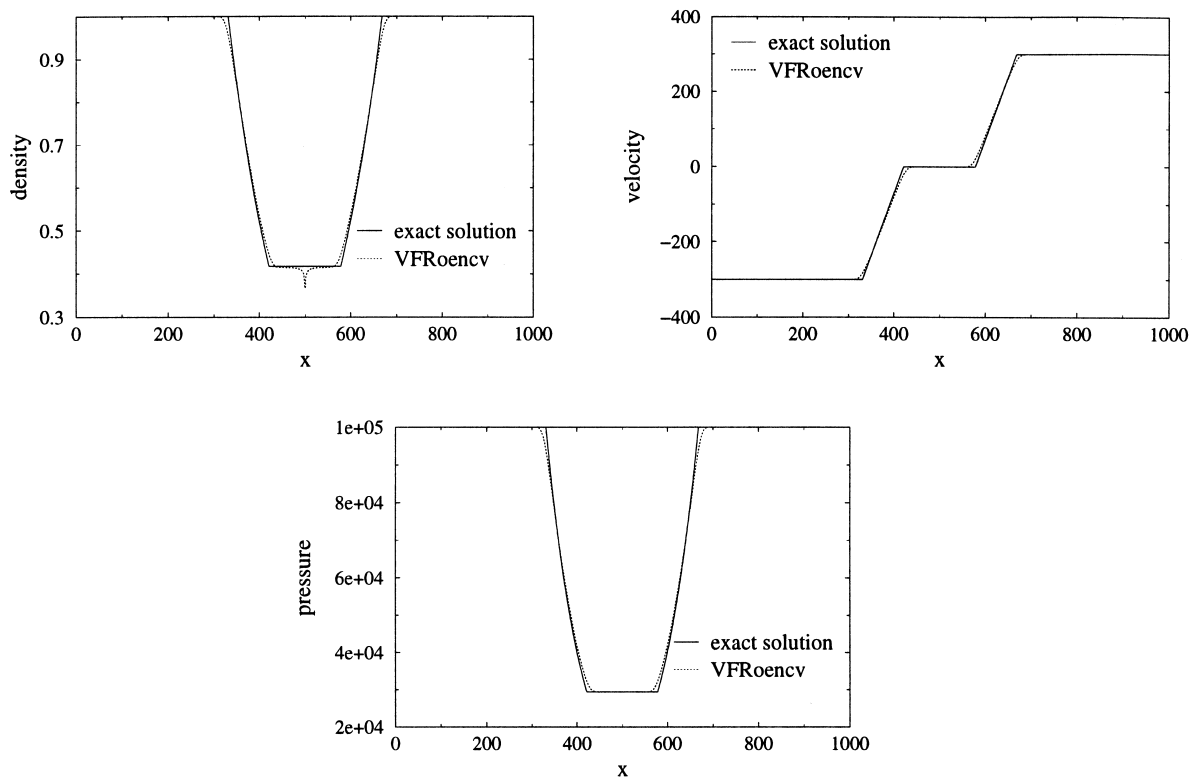 0.9
0.7
0.5
0.3
density
exact solution
VFRoencv
0 200 400 600 800 1000
x
400
200
0
−200
−400
velocity
exact solution
VFRoencv
0 200 400 600 800 1000
x
1e+05
8e+04
6e+04
4e+04
2e+04
pressure
exact solution
VFRoencv
0 200 400 600 800 1000
x